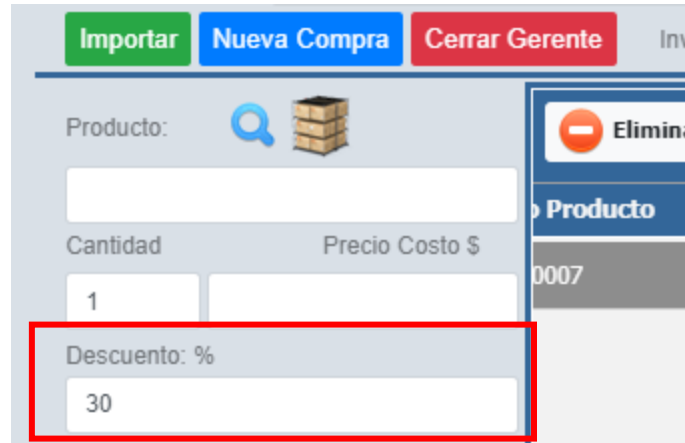 Importar Nueva Compra Cerrar Gerente
Producto:
Cantidad Precio Costo $
1
Descuento: %
30
Producto
0007